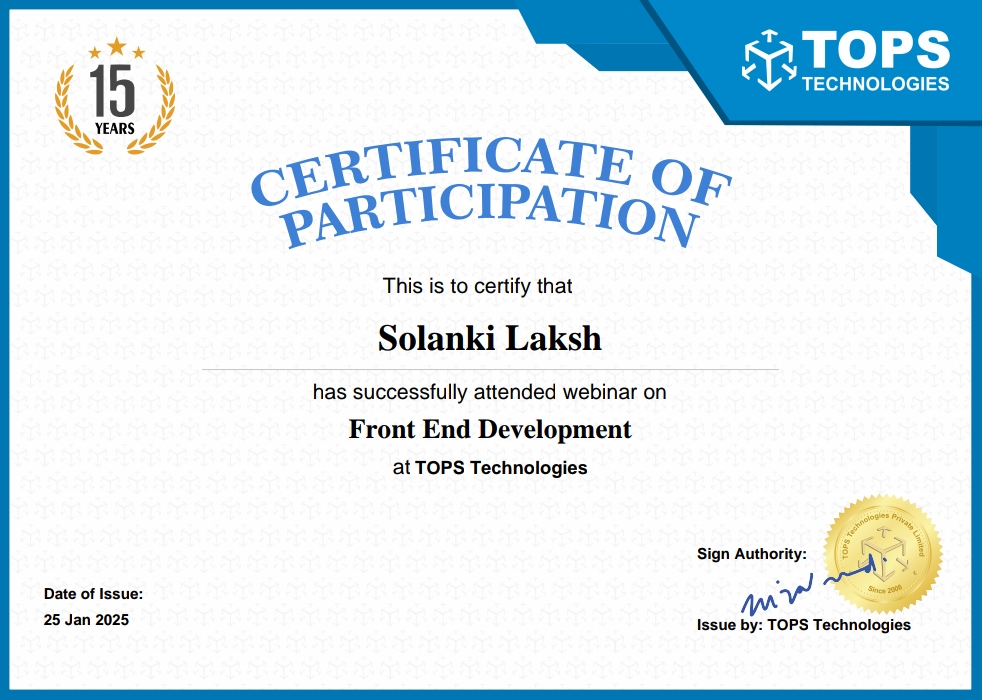 15
YEARS
TOPS
TECHNOLOGIES
CERTIFICATE OF
PARTICIPATION
This is to certify that
Solanki Laksh
has successfully attended webinar on
Front End Development
at TOPS Technologies
Sign Authority:
TOPS Technologies Private Limited
Since 2006
Issue by: TOPS Technologies
Date of Issue:
25 Jan 2025